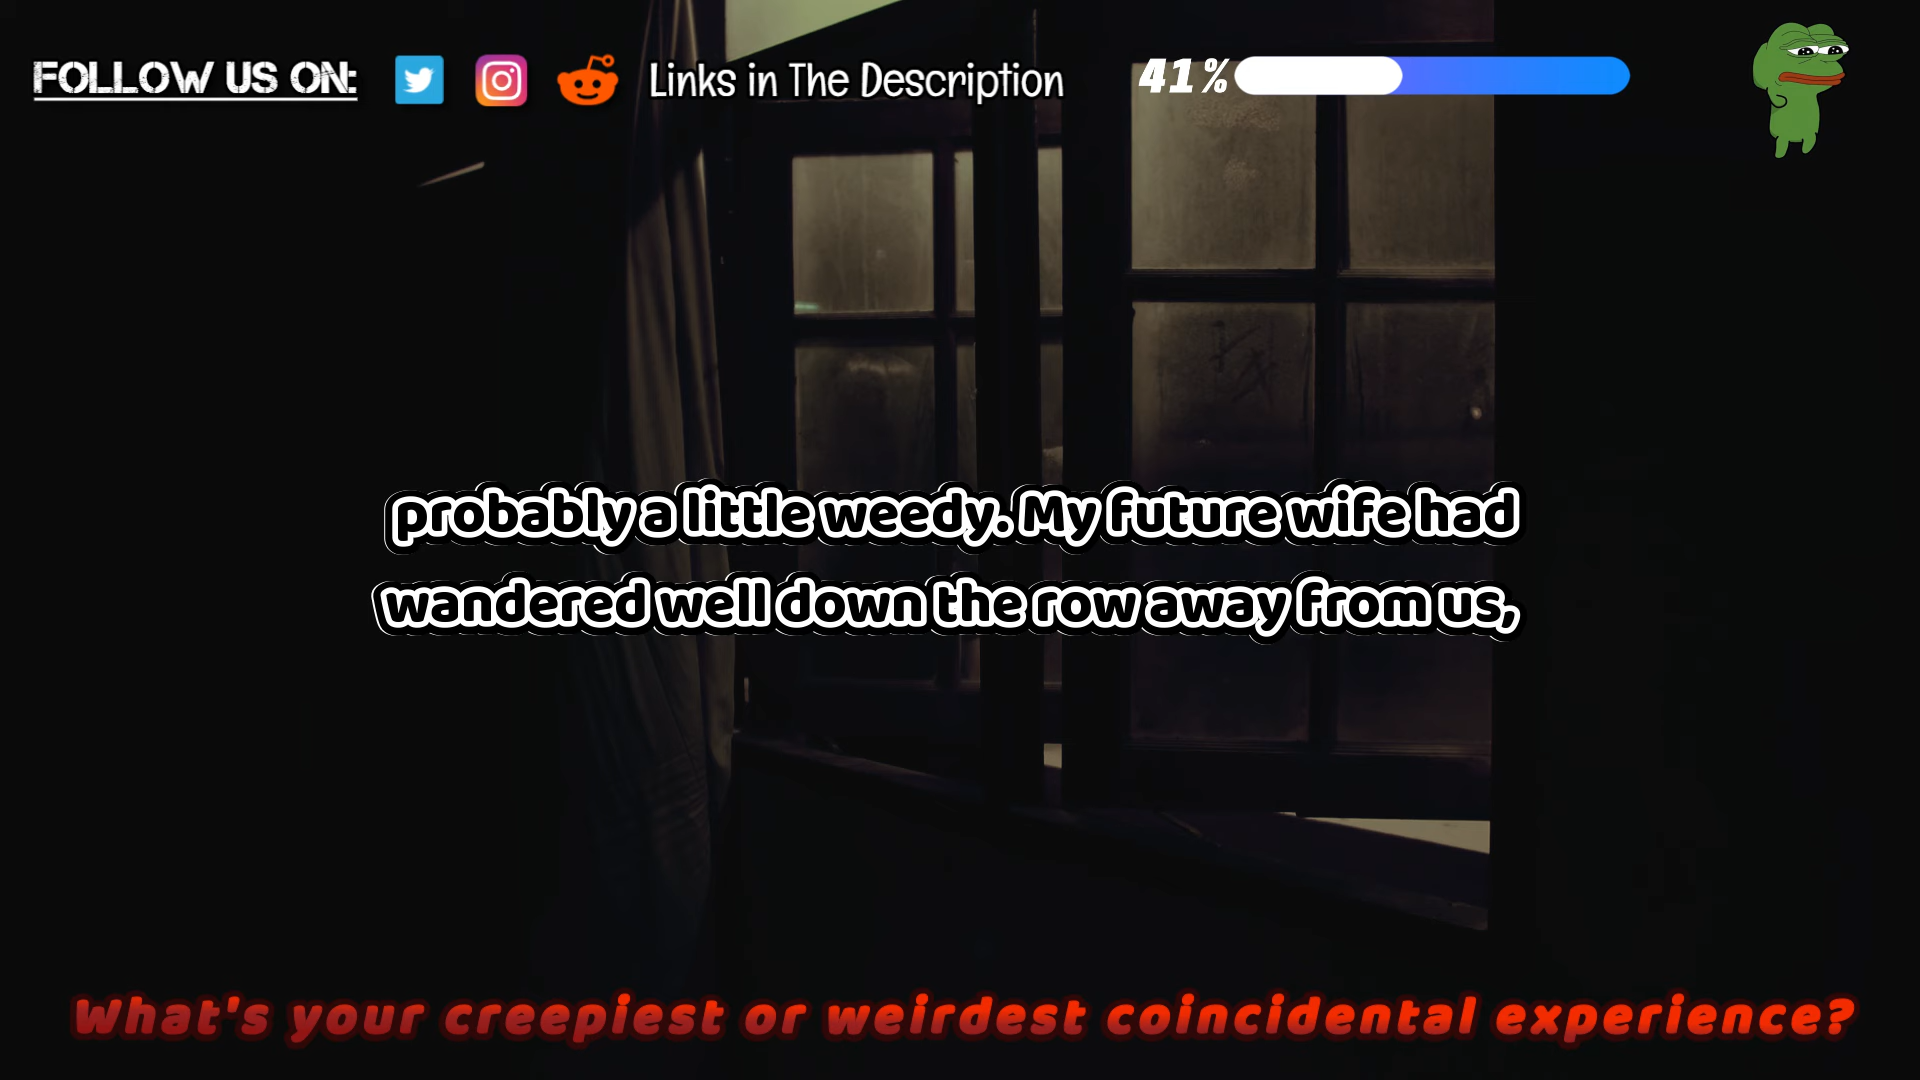 FOLLOW US ON: Links in The Description 41%
probably a little weedy. My future wife had
wandered well down the row away from us,
What's your creepiest or weirdest coincidental experience?